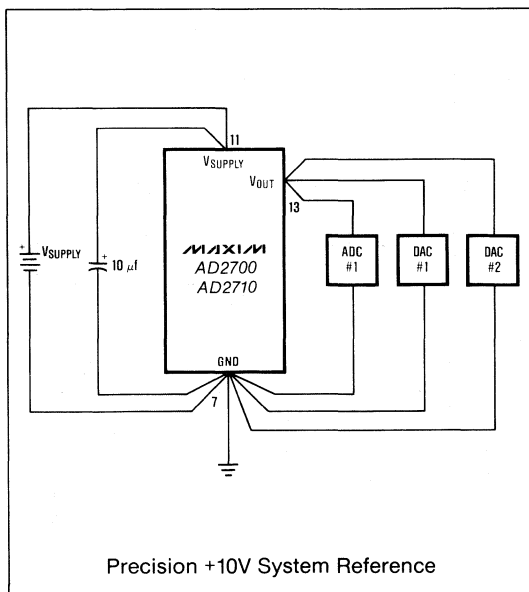 11
VSUPPLY
VOUT
13
+ VSUPPLY
+
10 µf
MAXIM
AD2700
AD2710
ADC
#1
DAC
#1
DAC
#2
GND
7
Precision +10V System Reference